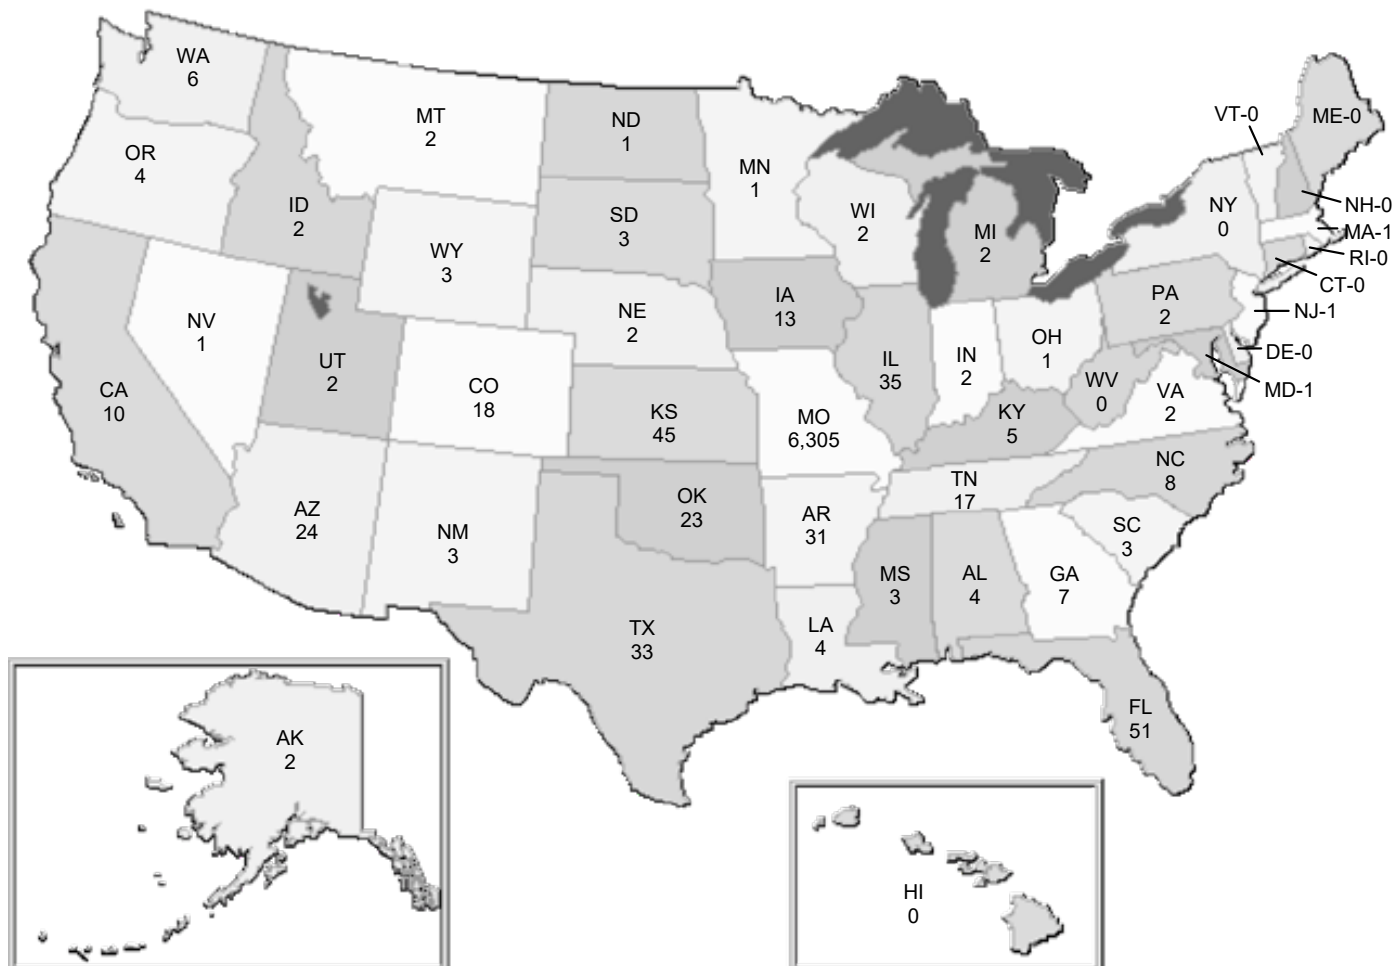 WA
6
MT
2
ND
1
MN
1
VT-0
ME-0
OR
4
ID
2
SD
3
WI
2
MI
2
NY
0
NH-0
MA-1
RI-0
CT-0
WY
3
IA
13
PA
2
NJ-1
NV
1
NE
2
OH
1
DE-0
UT
2
IL
35
IN
2
WV
0
MD-1
CA
10
CO
18
KS
45
MO
6,305
KY
5
VA
2
NC
8
TN
17
AZ
24
NM
3
OK
23
AR
31
SC
3
MS
3
AL
4
GA
7
TX
33
LA
4
FL
51
AK
2
HI
0